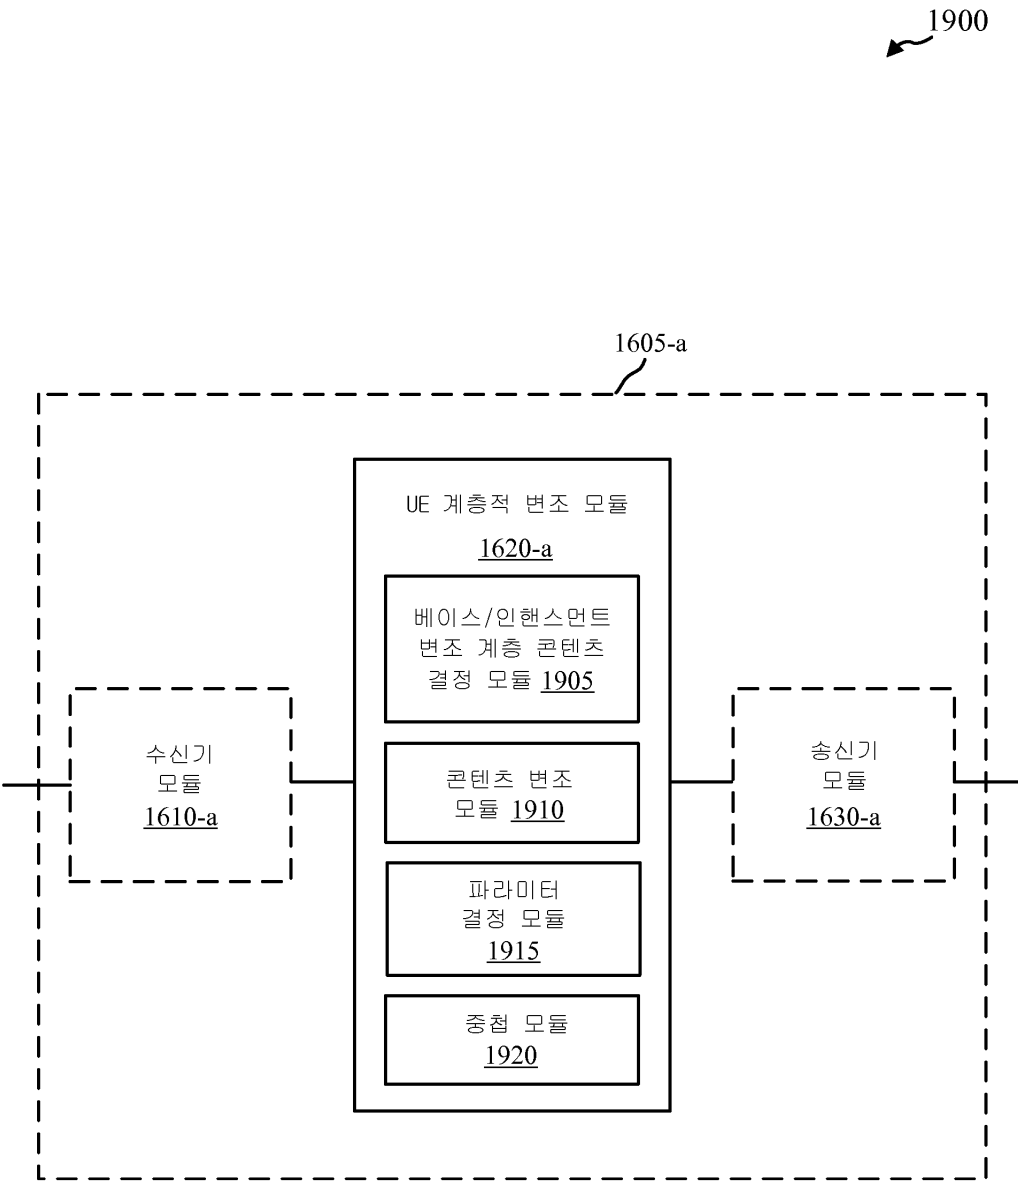 1900
1605-a
UE 계층적 변조 모듈
1620-a
베이스/인핸스먼트
변조 계층 콘텐츠
결정 모듈 1905
수신기
모듈
1610-a
콘텐츠 변조
모듈 1910
송신기
모듈
1630-a
파라미터
결정 모듈
1915
중첩 모듈
1920